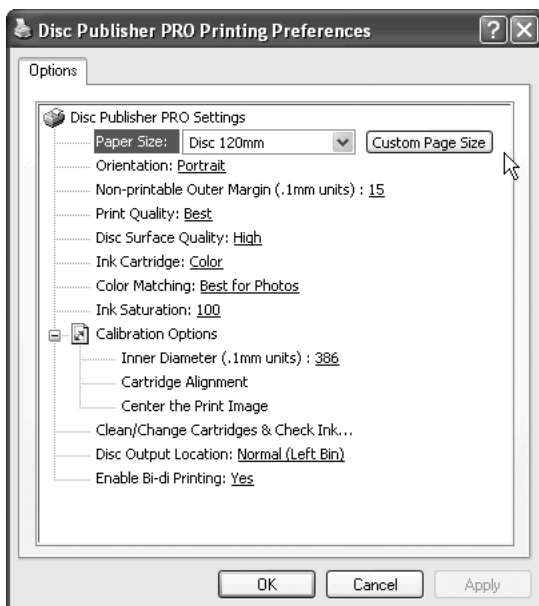 Disc Publisher PRO Printing Preferences
Options
Disc Publisher PRO Settings
Paper Size: Disc 120mm Custom Page Size
Orientation: Portrait
Non-printable Outer Margin (.1mm units) : 15
Print Quality: Best
Disc Surface Quality: High
Ink Cartridge: Color
Color Matching: Best for Photos
Ink Saturation: 100
Calibration Options
Inner Diameter (.1mm units) : 386
Cartridge Alignment
Center the Print Image
Clean/Change Cartridges & Check Ink...
Disc Output Location: Normal (Left Bin)
Enable Bi-di Printing: Yes
OK Cancel Apply